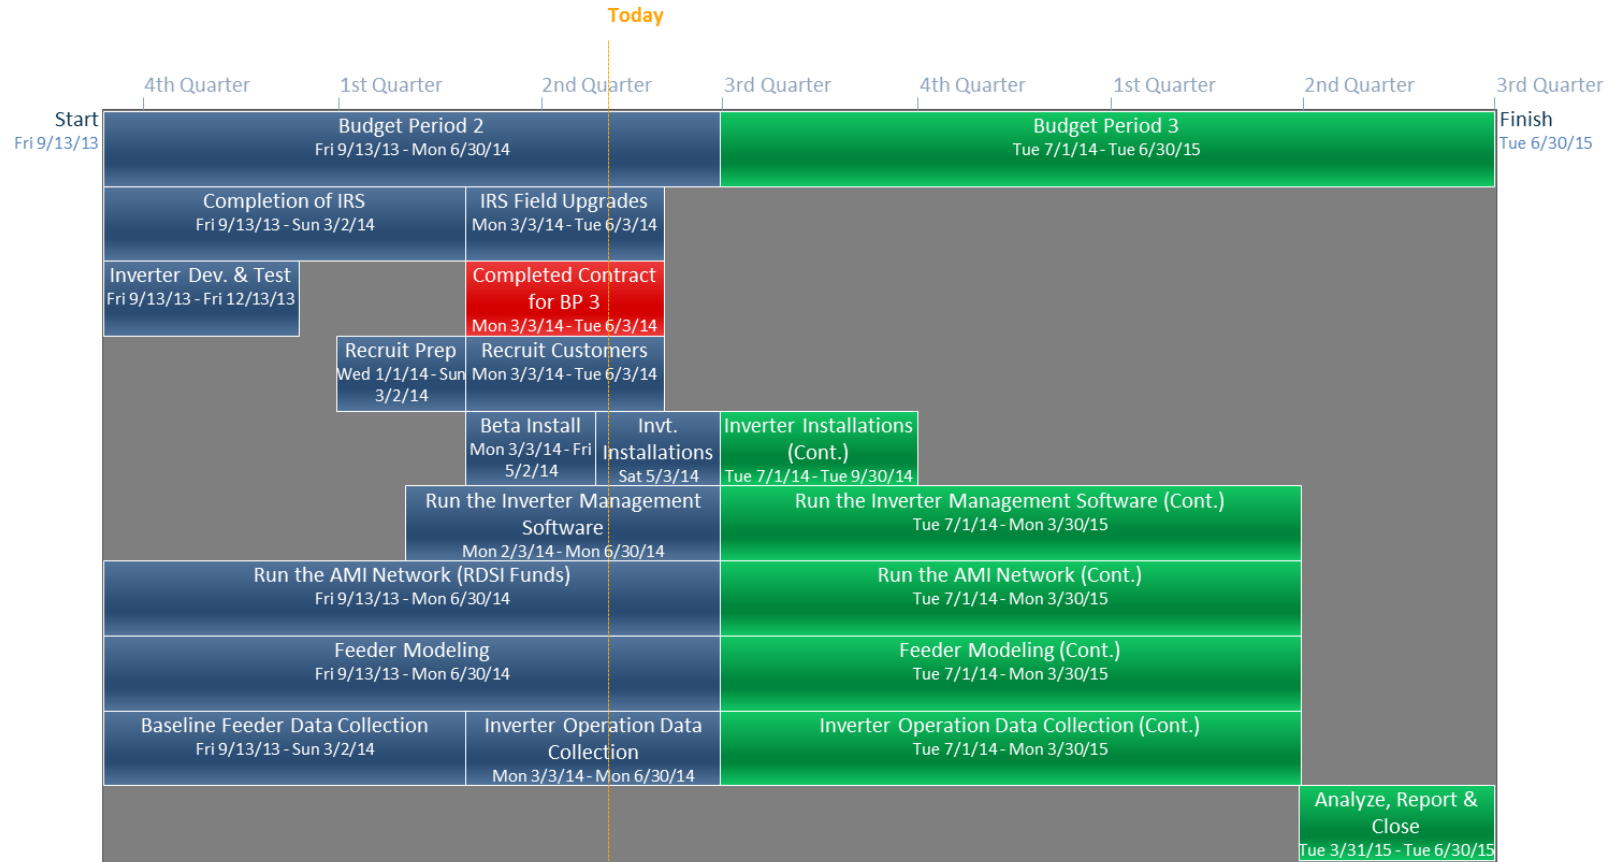 Today
4th Quarter 1st Quarter 2nd Quarter 3rd Quarter 4th Quarter 1st Quarter 2nd Quarter 3rd Quarter
Start
Fri 9/13/13
Finish
Tue 6/30/15
Budget Period 2
Fri 9/13/13 - Mon 6/30/14
Budget Period 3
Tue 7/1/14 - Tue 6/30/15
Completion of IRS
Fri 9/13/13 - Sun 3/2/14
IRS Field Upgrades
Mon 3/3/14 - Tue 6/3/14
Inverter Dev. & Test
Fri 9/13/13 - Fri 12/13/13
Completed Contract
for BP 3
Mon 3/3/14 - Tue 6/3/14
Recruit Prep
Wed 1/1/14 - Sun
3/2/14
Recruit Customers
Mon 3/3/14 - Tue 6/3/14
Beta Install
Mon 3/3/14 - Fri
5/2/14
Invt.
Installations
Sat 5/3/14
Inverter Installations
(Cont.)
Tue 7/1/14 - Tue 9/30/14
Run the Inverter Management
Software
Mon 2/3/14 - Mon 6/30/14
Run the Inverter Management Software (Cont.)
Tue 7/1/14 - Mon 3/30/15
Run the AMI Network (RDSI Funds)
Fri 9/13/13 - Mon 6/30/14
Run the AMI Network (Cont.)
Tue 7/1/14 - Mon 3/30/15
Feeder Modeling
Fri 9/13/13 - Mon 6/30/14
Feeder Modeling (Cont.)
Tue 7/1/14 - Mon 3/30/15
Baseline Feeder Data Collection
Fri 9/13/13 - Sun 3/2/14
Inverter Operation Data
Collection
Mon 3/3/14 - Mon 6/30/14
Inverter Operation Data Collection (Cont.)
Tue 7/1/14 - Mon 3/30/15
Analyze, Report &
Close
Tue 3/31/15 - Tue 6/30/15